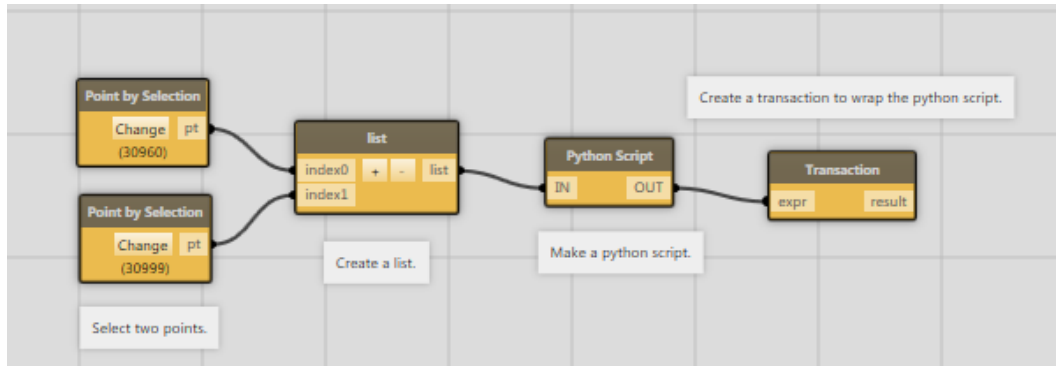 Point by Selection
Change pt
(30960)
Point by Selection
Change pt
(30999)
Select two points.
list
index0 + - list
index1
Create a list.
Python Script
IN OUT
Make a python script.
Create a transaction to wrap the python script.
Transaction
expr result